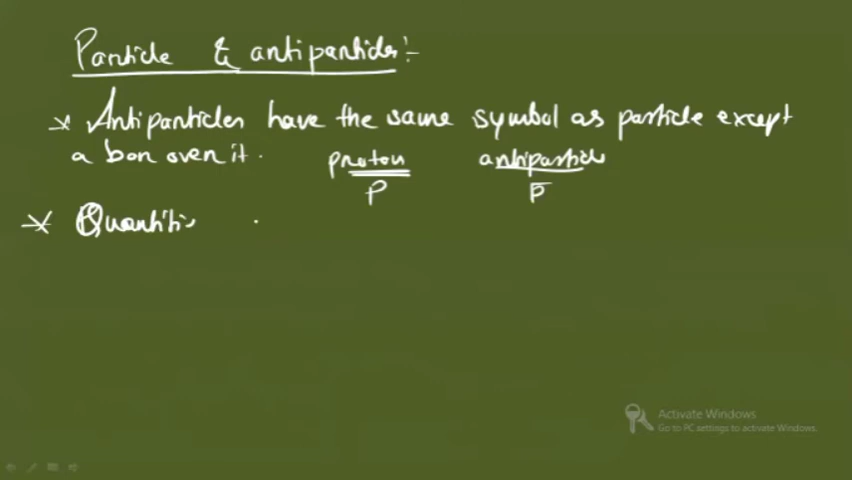 Particle & antiparticles:-
* Antiparticles have the same symbol as particle except
a bar over it. proton antiparticle
P p̅
* Quantitis
Activate Windows
Go to PC settings to activate Windows.